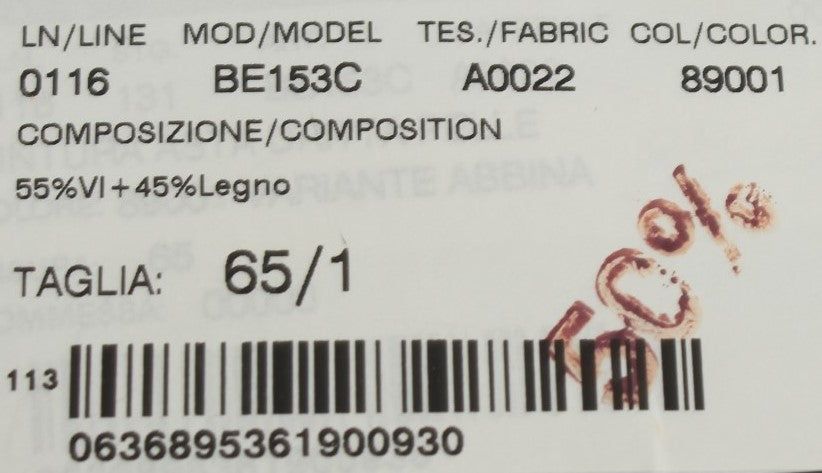 LN/LINE MOD/MODEL TES./FABRIC COL/COLOR.
0116 BE153C A0022 89001
COMPOSIZIONE/COMPOSITION
55%VI+45%Legno
50%
TAGLIA: 65/1
113
0636895361900930